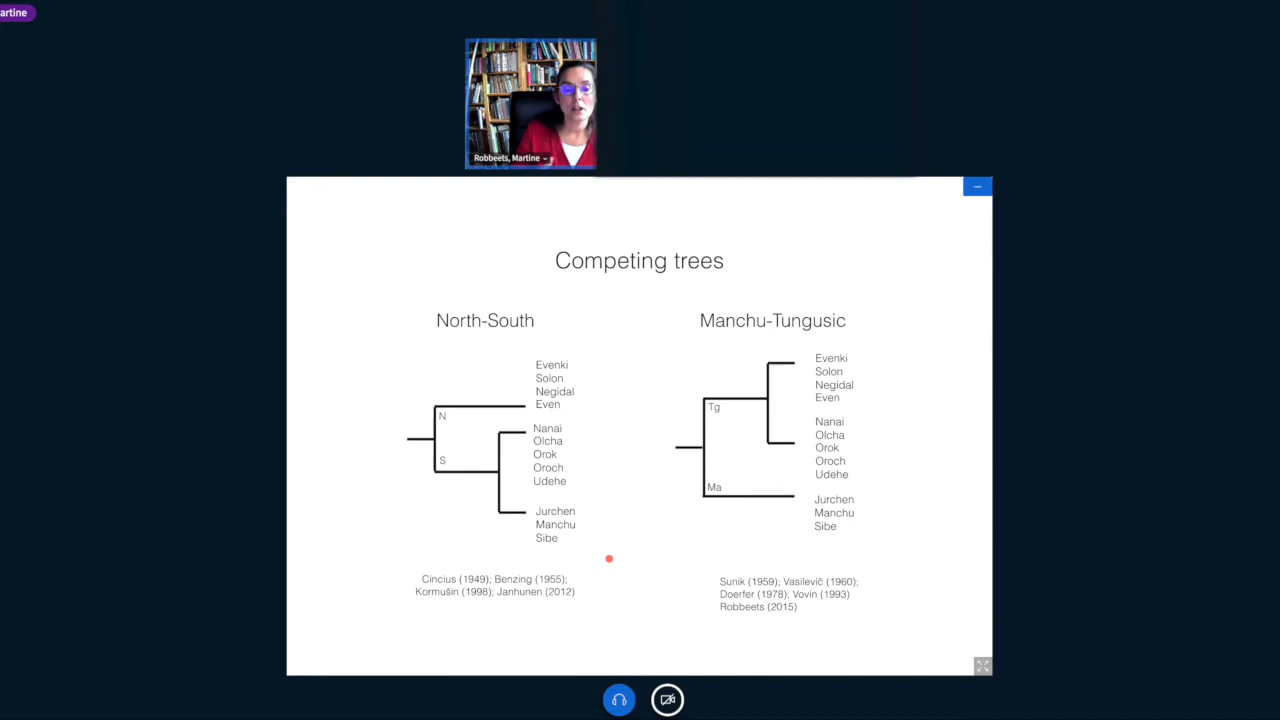 artine
Robbeets, Martine
Competing trees
North-South
Evenki
Solon
Negidal
Even
N
Nanai
Olcha
Orok
Oroch
Udehe
S
Jurchen
Manchu
Sibe
Cincius (1949); Benzing (1955);
Kormušin (1998); Janhunen (2012)
Manchu-Tungusic
Evenki
Solon
Negidal
Even
Tg
Nanai
Olcha
Orok
Oroch
Udehe
Ma
Jurchen
Manchu
Sibe
Sunik (1959); Vasilevič (1960);
Doerfer (1978); Vovin (1993)
Robbeets (2015)